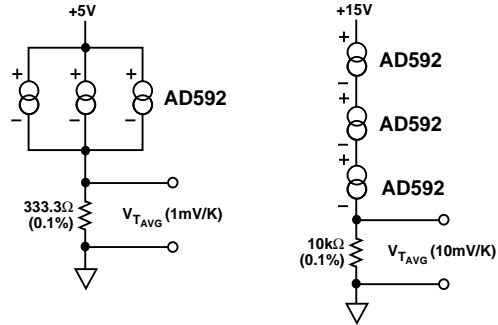 +5V
+ + +
− − −
AD592
333.3Ω
(0.1%)
VTAVG (1mV/K)
+15V
+
−
AD592
+
−
AD592
+
−
AD592
10kΩ
(0.1%)
VTAVG (10mV/K)